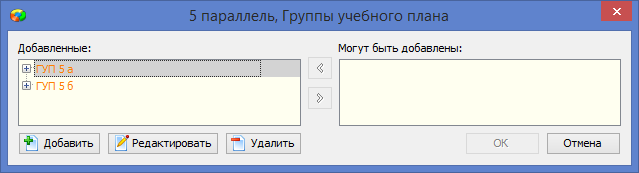 5 параллель, Группы учебного плана
Добавленные:
Могут быть добавлены:
ГУП 5 а
ГУП 5 б
Добавить
Редактировать
Удалить
OK
Отмена